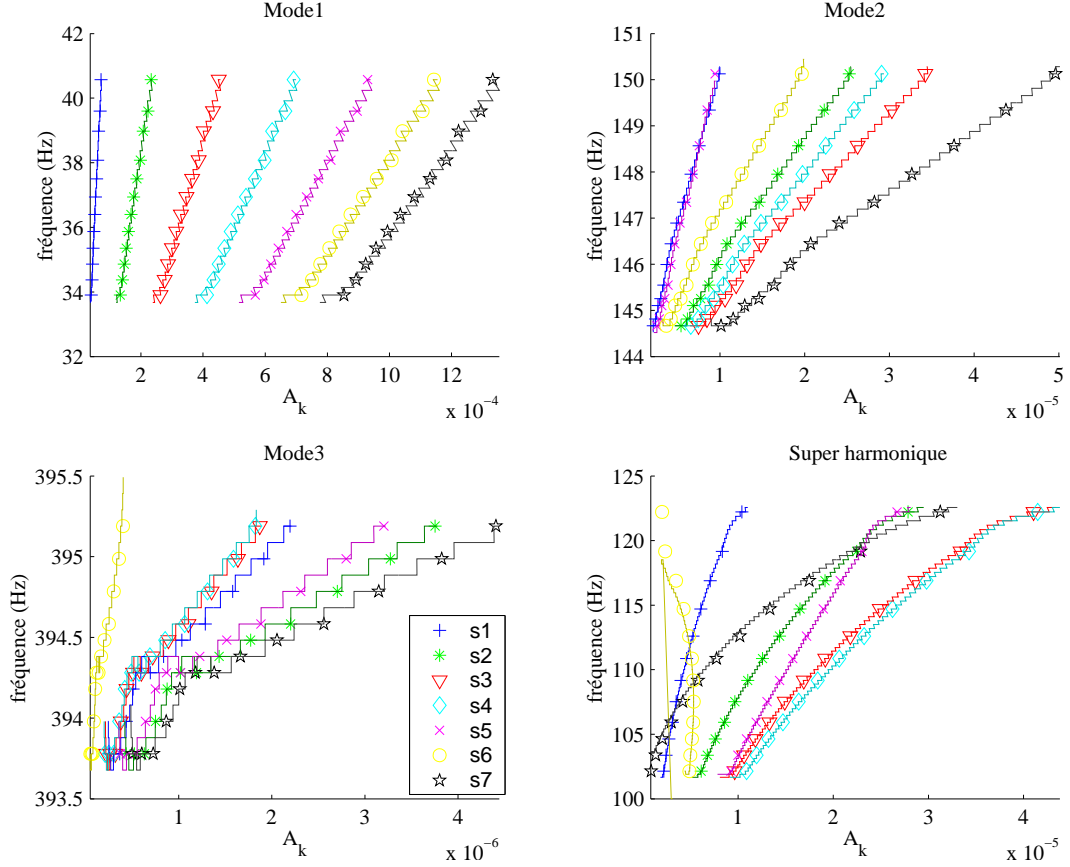 Mode1
42
40
38
36
34
32
fréquence (Hz)
2
4
6
8
10
12
A_k
x 10^−4
Mode2
151
150
149
148
147
146
145
144
fréquence (Hz)
1
2
3
4
5
A_k
x 10^−5
Mode3
395.5
395
394.5
394
393.5
fréquence (Hz)
1
2
3
4
A_k
x 10^−6
s1
s2
s3
s4
s5
s6
s7
Super harmonique
125
120
115
110
105
100
fréquence (Hz)
1
2
3
4
A_k
x 10^−5